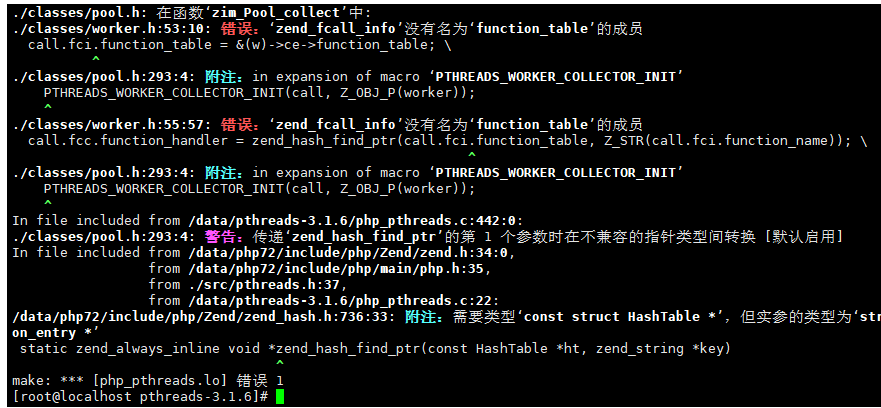 ./classes/pool.h: 在函数‘zim_Pool_collect’中:
./classes/worker.h:53:10: 错误：‘zend_fcall_info’没有名为‘function_table’的成员
call.fci.function_table = &(w)->ce->function_table; \
^
./classes/pool.h:293:4: 附注：in expansion of macro ‘PTHREADS_WORKER_COLLECTOR_INIT’
PTHREADS_WORKER_COLLECTOR_INIT(call, Z_OBJ_P(worker));
^
./classes/worker.h:55:57: 错误：‘zend_fcall_info’没有名为‘function_table’的成员
call.fcc.function_handler = zend_hash_find_ptr(call.fci.function_table, Z_STR(call.fci.function_name)); \
^
./classes/pool.h:293:4: 附注：in expansion of macro ‘PTHREADS_WORKER_COLLECTOR_INIT’
PTHREADS_WORKER_COLLECTOR_INIT(call, Z_OBJ_P(worker));
^
In file included from /data/pthreads-3.1.6/php_pthreads.c:442:0:
./classes/pool.h:293:4: 警告：传递‘zend_hash_find_ptr’的第 1 个参数时在不兼容的指针类型间转换 [默认启用]
In file included from /data/php72/include/php/Zend/zend.h:34:0,
from /data/php72/include/php/main/php.h:35,
from ./src/pthreads.h:37,
from /data/pthreads-3.1.6/php_pthreads.c:22:
/data/php72/include/php/Zend/zend_hash.h:736:33: 附注：需要类型‘const struct HashTable *’，但实参的类型为‘str
on_entry *’
static zend_always_inline void *zend_hash_find_ptr(const HashTable *ht, zend_string *key)
^
make: *** [php_pthreads.lo] 错误 1
[root@localhost pthreads-3.1.6]#